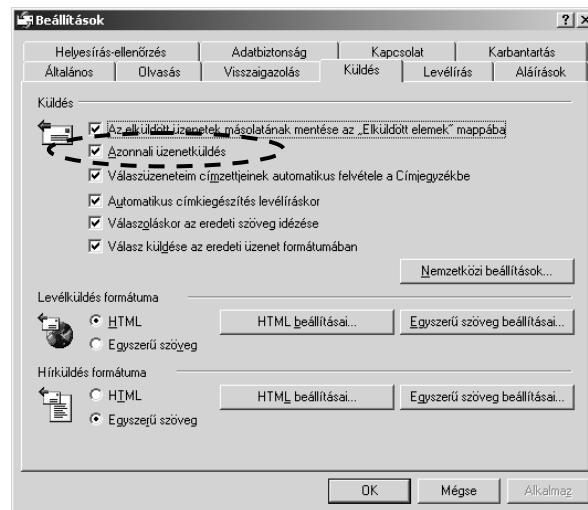 Beállítások
Helyesírás-ellenőrzés Adatbiztonság Kapcsolat Karbantartás
Általános Olvasás Visszaigazolás Küldés Levélírás Aláírások
Küldés
Az elküldött üzenetek másolatának mentése az „Elküldött elemek” mappába
Azonnali üzenetküldés
Válaszüzeneteim címzettjeinek automatikus felvétele a Címjegyzékbe
Automatikus címkiegészítés levélíráskor
Válaszoláskor az eredeti szöveg idézése
Válasz küldése az eredeti üzenet formátumában
Nemzetközi beállítások...
Levélküldés formátuma
HTML HTML beállításai... Egyszerű szöveg beállításai...
Egyszerű szöveg
Hírküldés formátuma
HTML HTML beállításai... Egyszerű szöveg beállításai...
Egyszerű szöveg
OK Mégse Alkalmaz